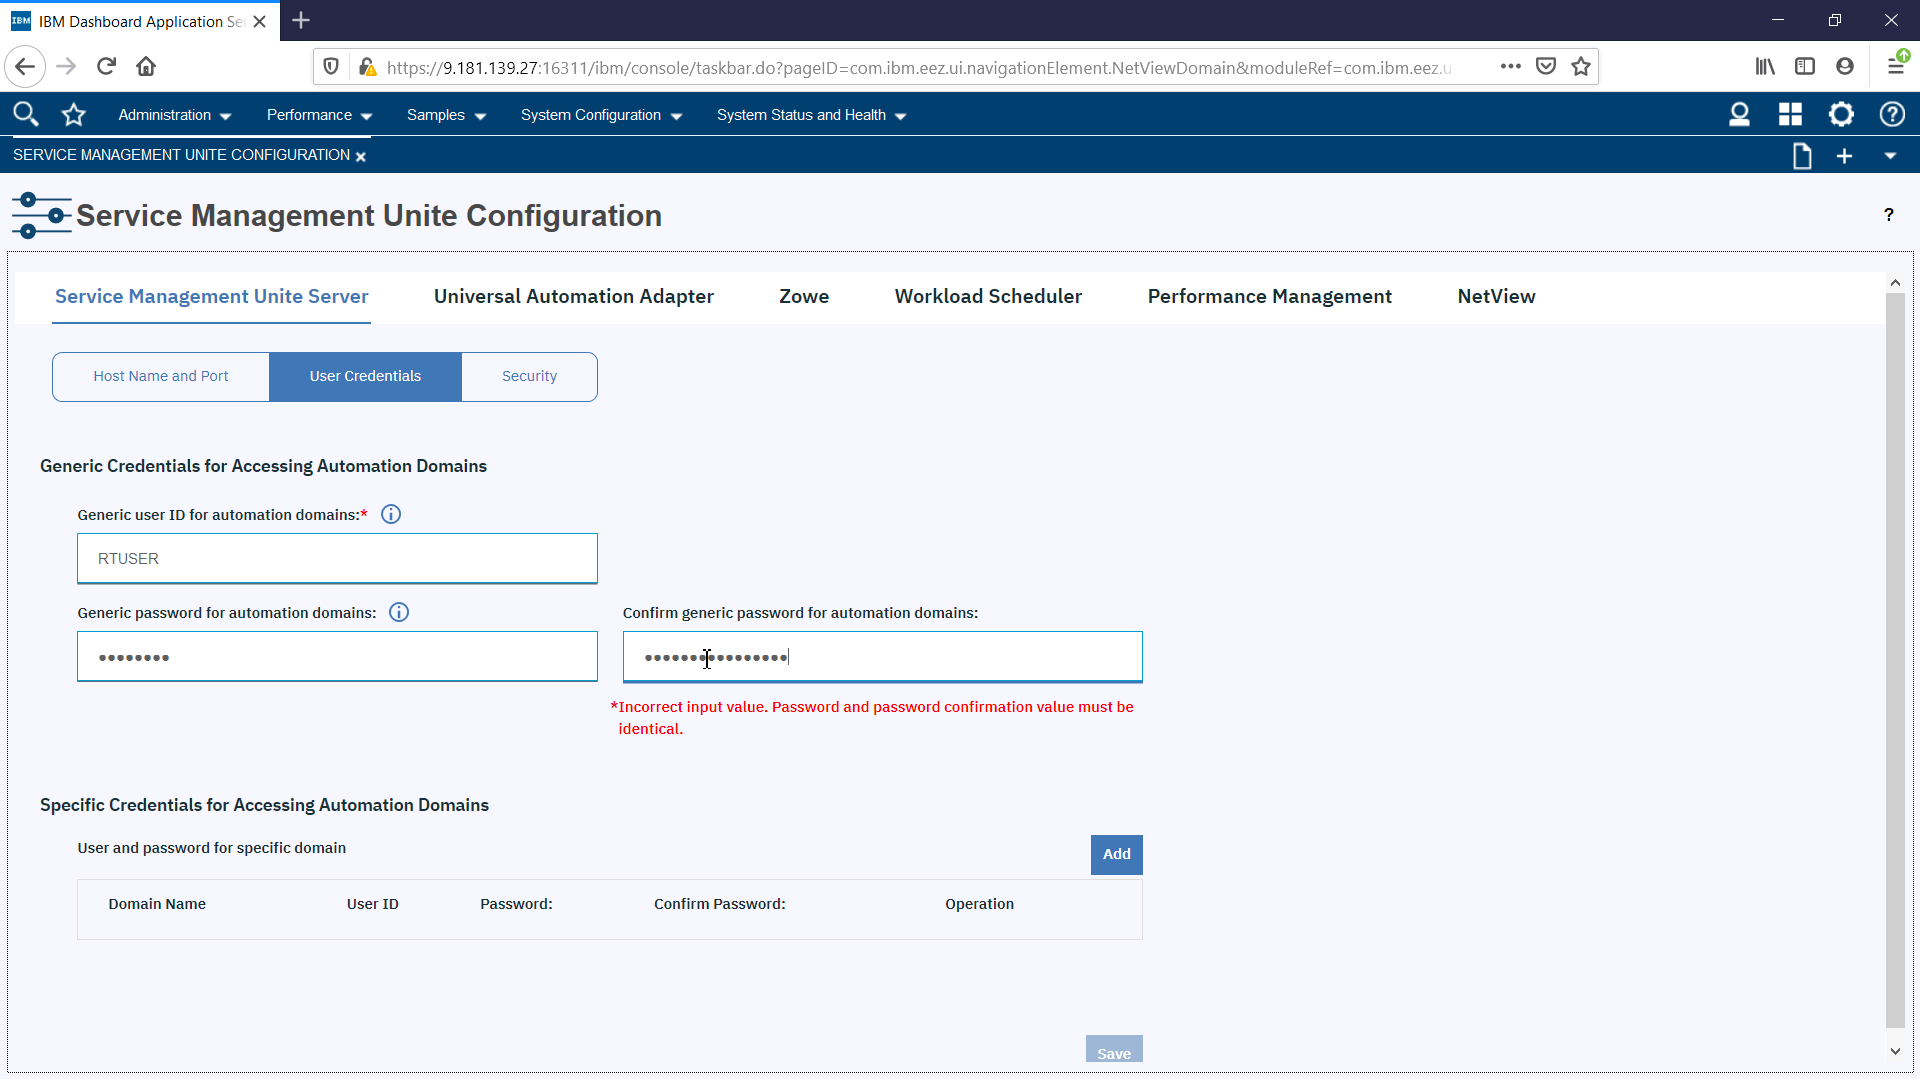 IBM Dashboard Application Se
https://9.181.139.27:16311/ibm/console/taskbar.do?pageID=com.ibm.eez.ui.navigationElement.NetViewDomain&moduleRef=com.ibm.eez.u
Administration Performance Samples System Configuration System Status and Health
SERVICE MANAGEMENT UNITE CONFIGURATION
Service Management Unite Configuration
?
Service Management Unite Server Universal Automation Adapter Zowe Workload Scheduler Performance Management NetView
Host Name and Port User Credentials Security
Generic Credentials for Accessing Automation Domains
Generic user ID for automation domains:*
RTUSER
Generic password for automation domains: Confirm generic password for automation domains:
*Incorrect input value. Password and password confirmation value must be
identical.
Specific Credentials for Accessing Automation Domains
User and password for specific domain
Add
Domain Name User ID Password: Confirm Password: Operation
Save